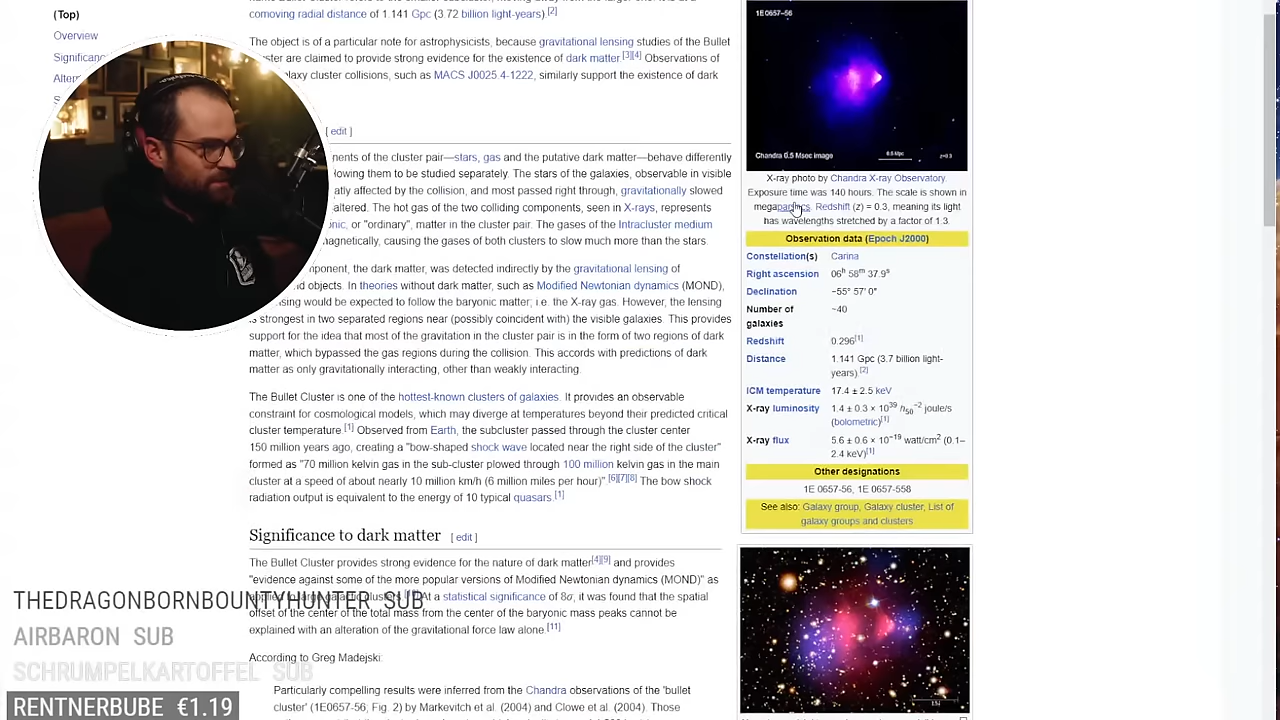 (Top)
Overview
Significanc
Altern
S
comoving radial distance of 1.141 Gpc (3.72 billion light-years).[2]
The object is of a particular note for astrophysicists, because gravitational lensing studies of the Bullet
ster are claimed to provide strong evidence for the existence of dark matter.[3][4] Observations of
laxy cluster collisions, such as MACS J0025.4-1222, similarly support the existence of dark
[ edit ]
nents of the cluster pair—stars, gas and the putative dark matter—behave differently
lowing them to be studied separately. The stars of the galaxies, observable in visible
atly affected by the collision, and most passed right through, gravitationally slowed
altered. The hot gas of the two colliding components, seen in X-rays, represents
onic, or "ordinary", matter in the cluster pair. The gases of the Intracluster medium
magnetically, causing the gases of both clusters to slow much more than the stars.
mponent, the dark matter, was detected indirectly by the gravitational lensing of
nd objects. In theories without dark matter, such as Modified Newtonian dynamics (MOND),
nsing would be expected to follow the baryonic matter; i.e. the X-ray gas. However, the lensing
is strongest in two separated regions near (possibly coincident with) the visible galaxies. This provides
support for the idea that most of the gravitation in the cluster pair is in the form of two regions of dark
matter, which bypassed the gas regions during the collision. This accords with predictions of dark
matter as only gravitationally interacting, other than weakly interacting.
The Bullet Cluster is one of the hottest-known clusters of galaxies. It provides an observable
constraint for cosmological models, which may diverge at temperatures beyond their predicted critical
cluster temperature.[1] Observed from Earth, the subcluster passed through the cluster center
150 million years ago, creating a "bow-shaped shock wave located near the right side of the cluster"
formed as "70 million kelvin gas in the sub-cluster plowed through 100 million kelvin gas in the main
cluster at a speed of about nearly 10 million km/h (6 million miles per hour)".[6][7][8] The bow shock
radiation output is equivalent to the energy of 10 typical quasars.[1]
Significance to dark matter [ edit ]
The Bullet Cluster provides strong evidence for the nature of dark matter[4][9] and provides
"evidence against some of the more popular versions of Modified Newtonian dynamics (MOND)" as
applied to large galactic clusters. At a statistical significance of 8σ, it was found that the spatial
offset of the center of the total mass from the center of the baryonic mass peaks cannot be
explained with an alteration of the gravitational force law alone.[11]
According to Greg Madejski:
Particularly compelling results were inferred from the Chandra observations of the 'bullet
cluster' (1E0657-56, Fig. 2) by Markevitch et al. (2004) and Clowe et al. (2004). Those
1E 0657-56
Chandra 0.5 Msec image
0.5 Mpc
z=0.3
X-ray photo by Chandra X-ray Observatory.
Exposure time was 140 hours. The scale is shown in
megaparsecs. Redshift (z) = 0.3, meaning its light
has wavelengths stretched by a factor of 1.3.
Observation data (Epoch J2000)
Constellation(s) Carina
Right ascension 06h 58m 37.9s
Declination −55° 57′ 0″
Number of galaxies ~40
Redshift 0.296[1]
Distance 1.141 Gpc (3.7 billion light-
years).[2]
ICM temperature 17.4 ± 2.5 keV
X-ray luminosity 1.4 ± 0.3 × 10^39 h50^−2 joule/s
(bolometric)[1]
X-ray flux 5.6 ± 0.6 × 10^−19 watt/cm2 (0.1–
2.4 keV)[1]
Other designations
1E 0657-56, 1E 0657-558
See also: Galaxy group, Galaxy cluster, List of
galaxy groups and clusters
THEDRAGONBORNBOUNTYHUNTER SUB
AIRBARON SUB
SCHRUMPELKARTOFFEL SUB
RENTNERBUBE €1.19